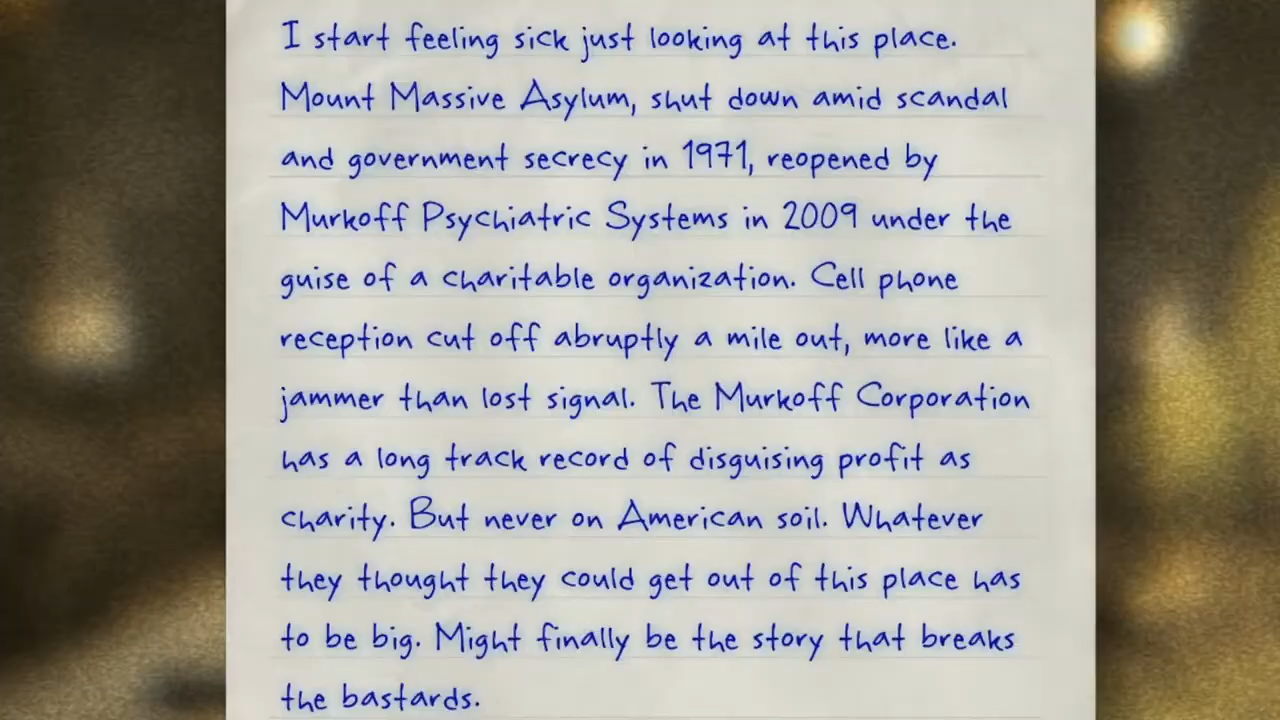 I start feeling sick just looking at this place.
Mount Massive Asylum, shut down amid scandal
and government secrecy in 1971, reopened by
Murkoff Psychiatric Systems in 2009 under the
guise of a charitable organization. Cell phone
reception cut off abruptly a mile out, more like a
jammer than lost signal. The Murkoff Corporation
has a long track record of disguising profit as
charity. But never on American soil. Whatever
they thought they could get out of this place has
to be big. Might finally be the story that breaks
the bastards.